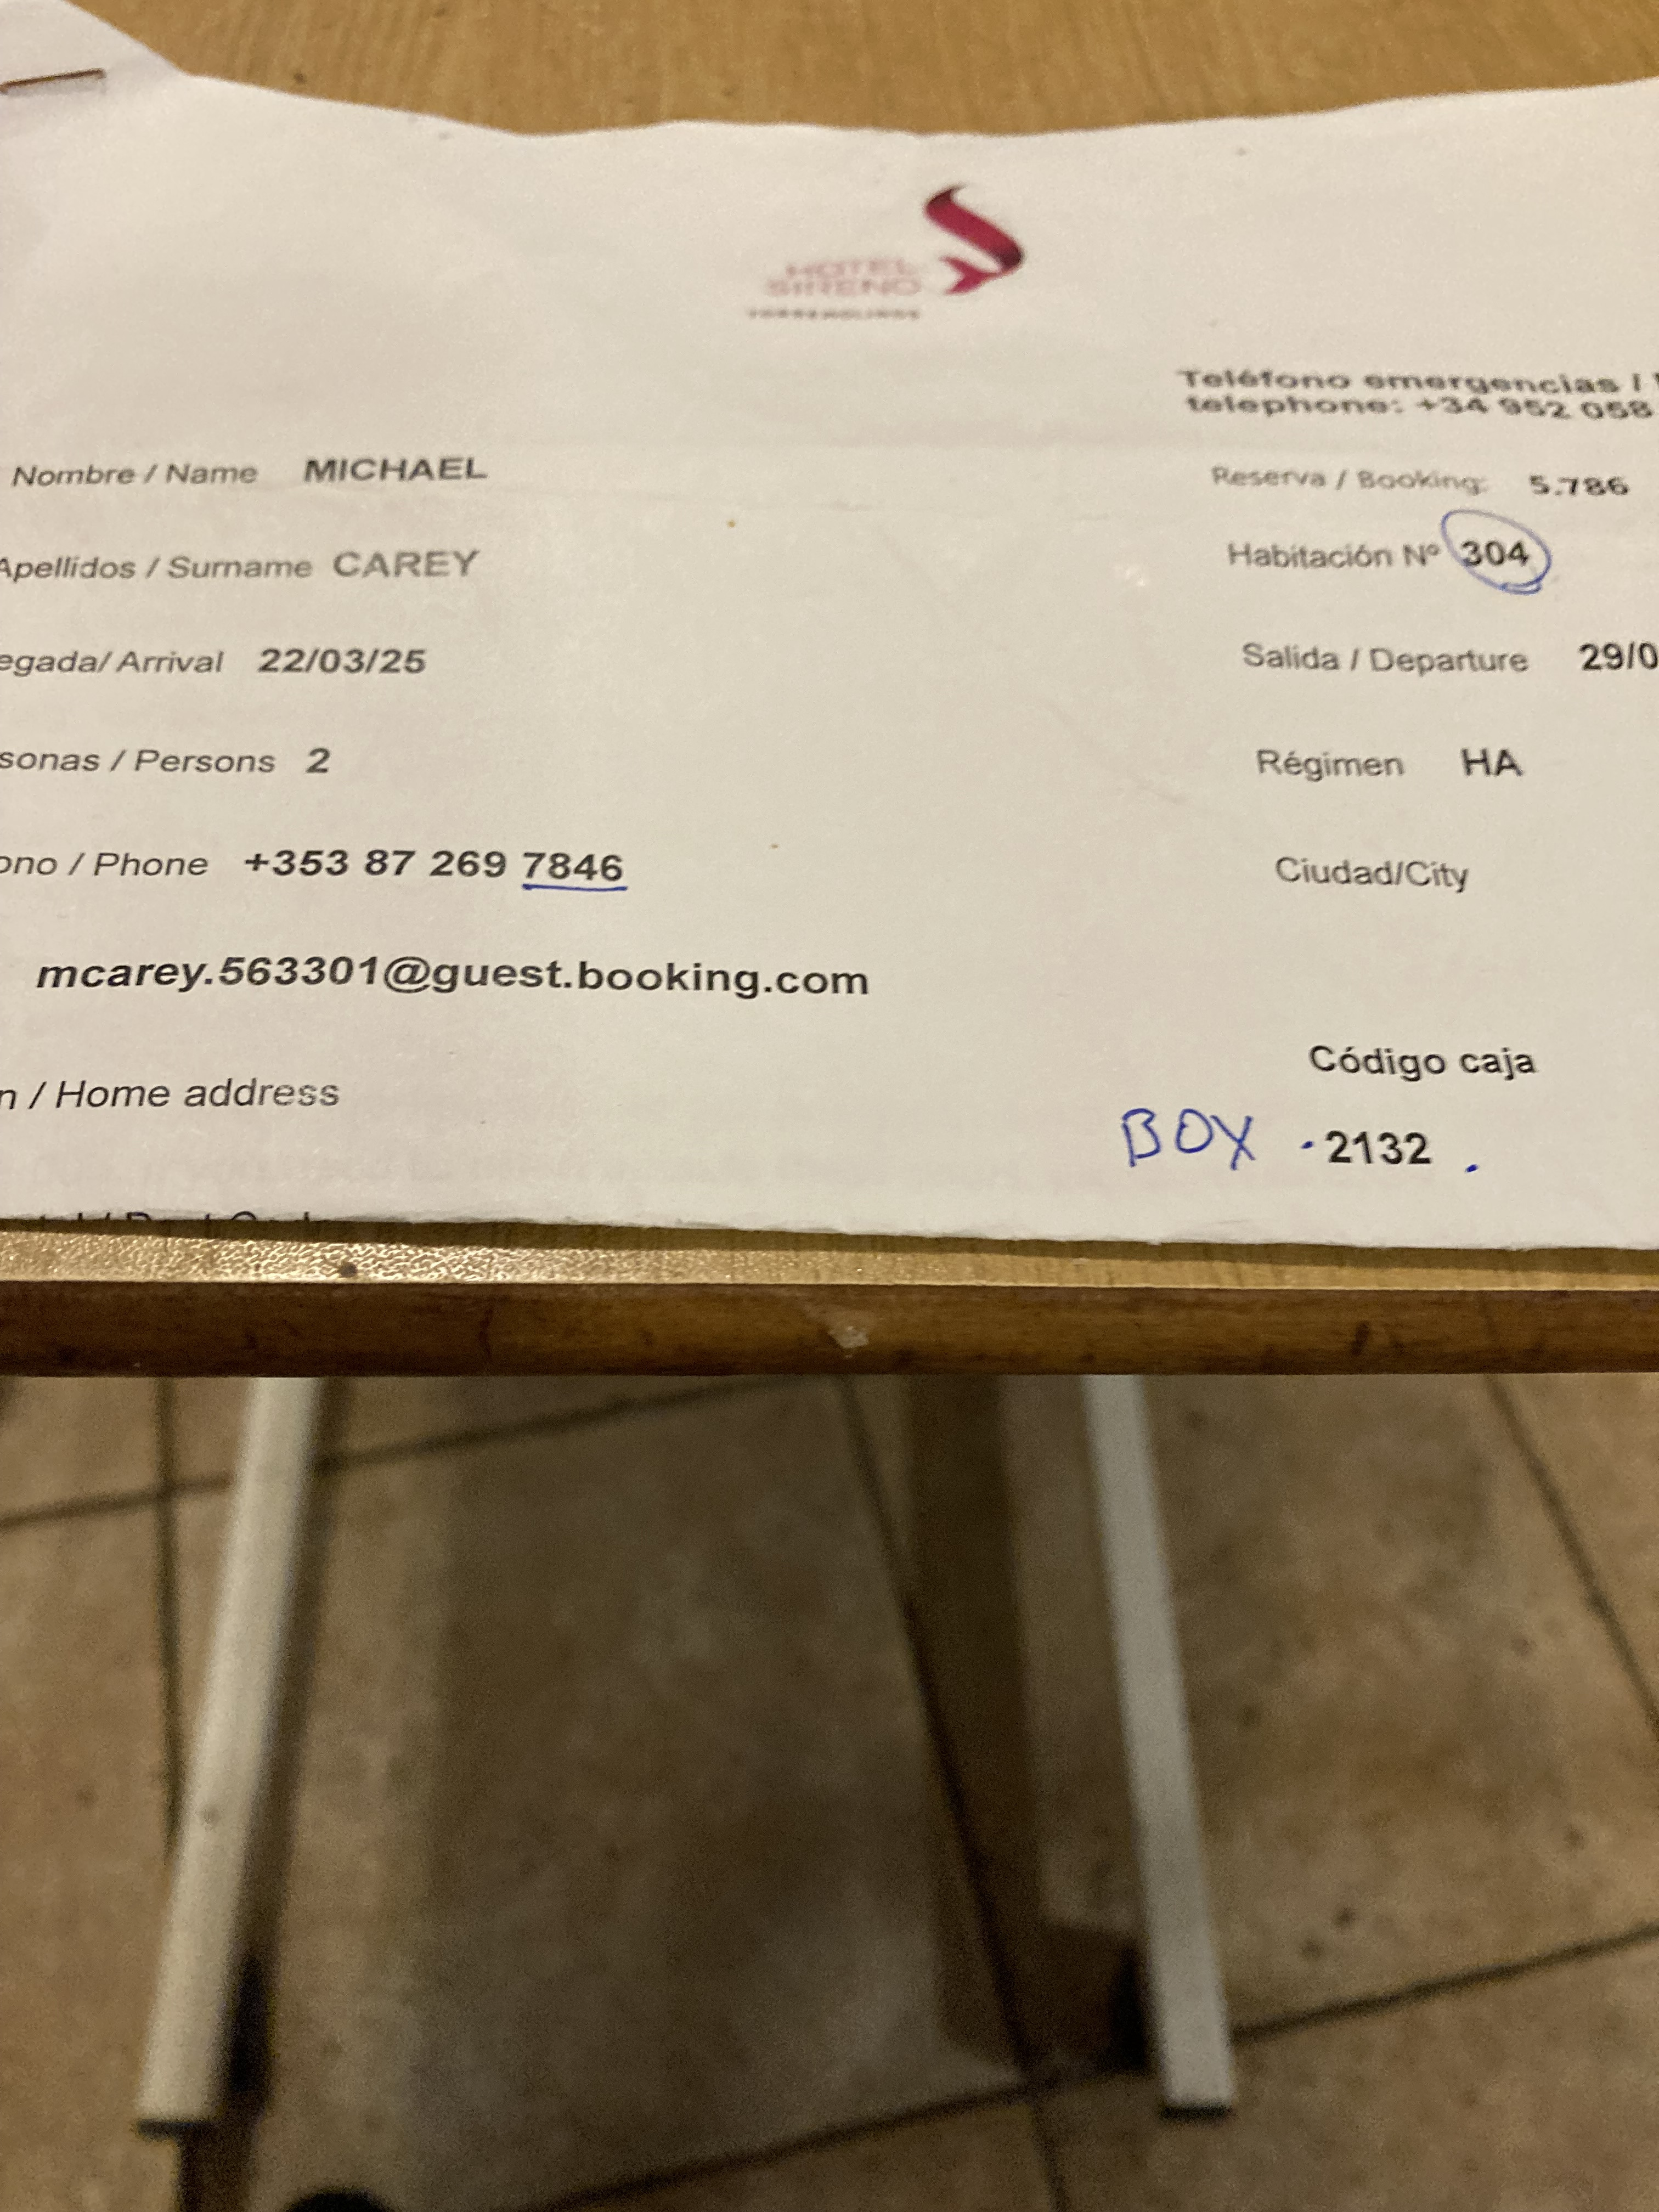 HOTEL
SIRENO
TORREMOLINOS
Teléfono emergencias /
telephone: +34 952 058
Nombre / Name MICHAEL
Reserva / Booking: 5.786
Apellidos / Surname CAREY
Habitación Nº 304
egada/ Arrival 22/03/25
Salida / Departure 29/0
sonas / Persons 2
Régimen HA
ono / Phone +353 87 269 7846
Ciudad/City
mcarey.563301@guest.booking.com
Código caja
n / Home address
BOX · 2132 .